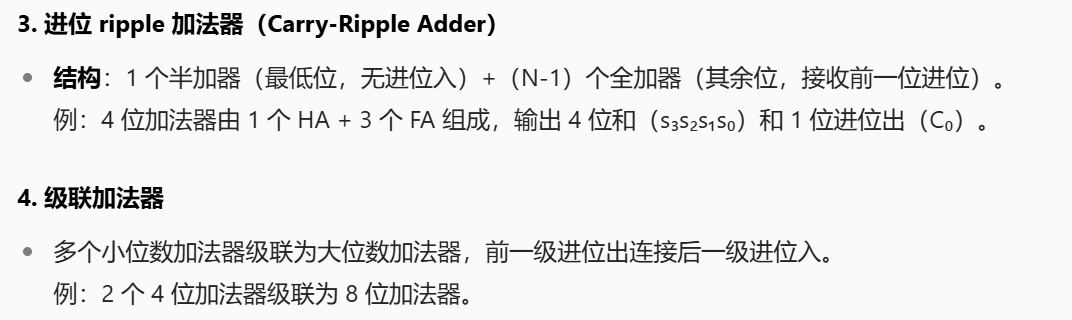 3. 进位 ripple 加法器（Carry-Ripple Adder）
结构：1 个半加器（最低位，无进位入）+（N-1）个全加器（其余位，接收前一位进位）。
例：4 位加法器由 1 个 HA + 3 个 FA 组成，输出 4 位和（s₃s₂s₁s₀）和 1 位进位出（C₀）。
4. 级联加法器
多个小位数加法器级联为大位数加法器，前一级进位出连接后一级进位入。
例：2 个 4 位加法器级联为 8 位加法器。